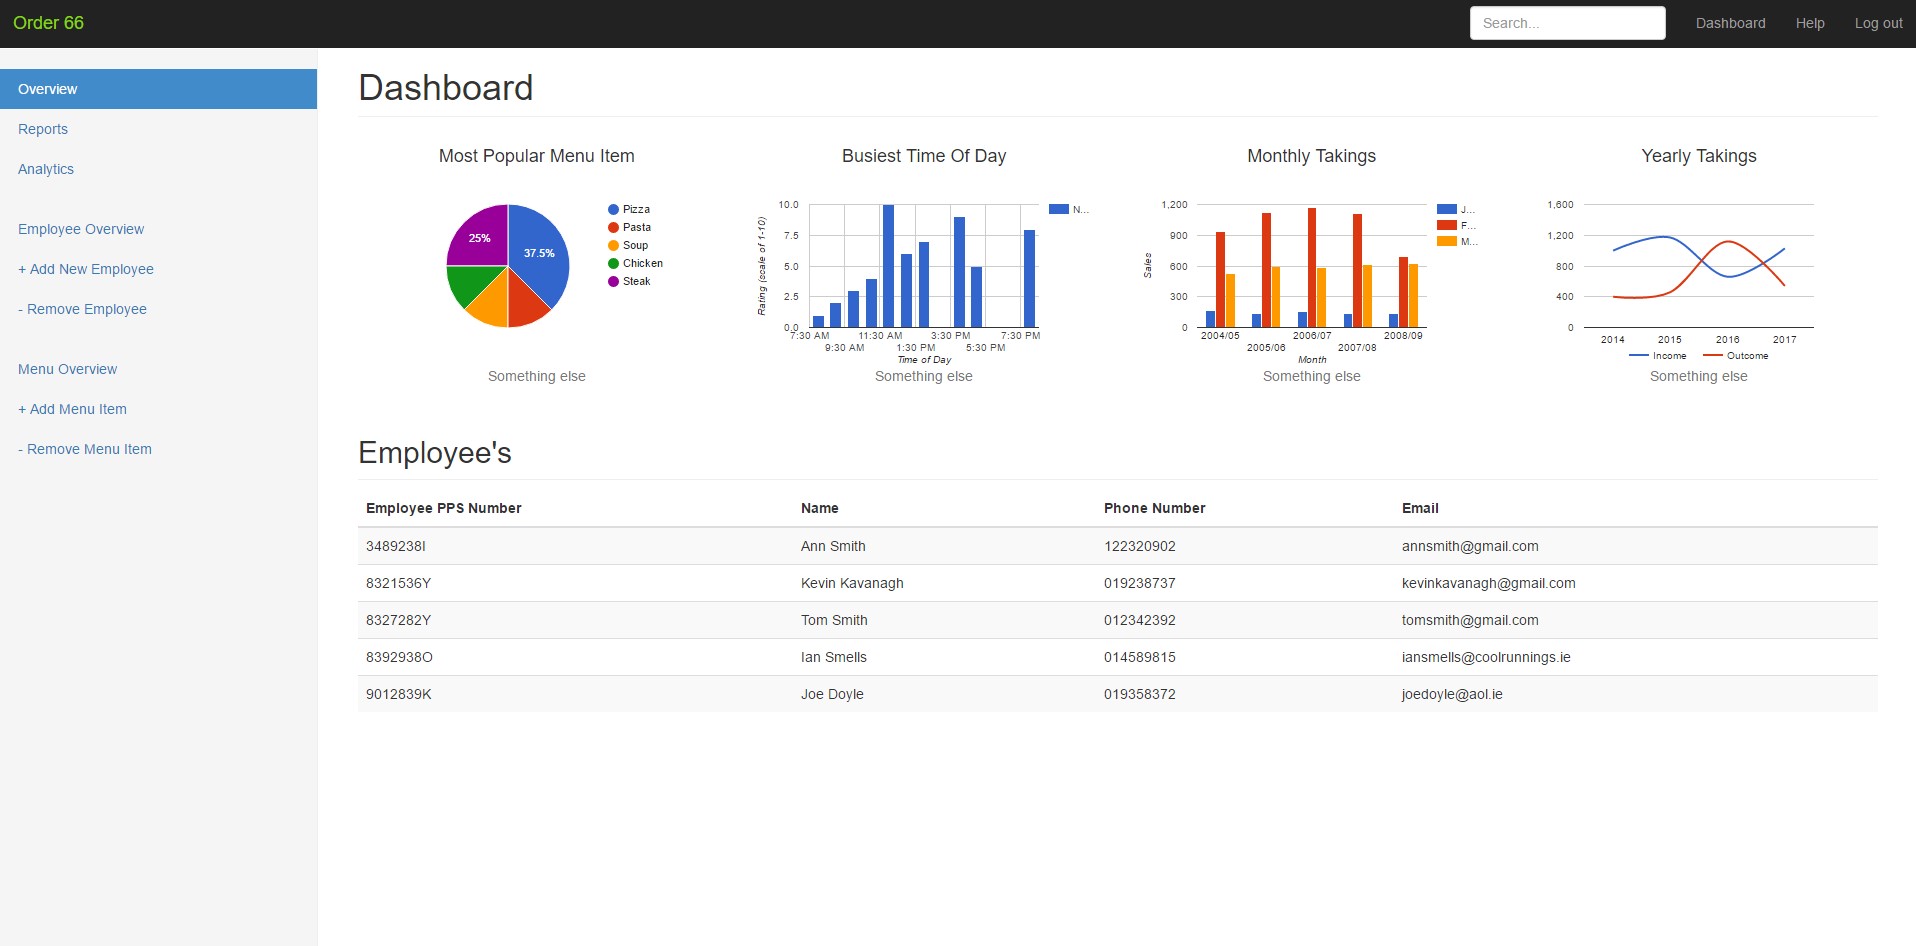 Order 66
Search...
Dashboard
Help
Log out
Overview
Reports
Analytics
Employee Overview
+ Add New Employee
- Remove Employee
Menu Overview
+ Add Menu Item
- Remove Menu Item
Dashboard
Most Popular Menu Item
37.5%
25%
Pizza
Pasta
Soup
Chicken
Steak
Something else
Busiest Time Of Day
Rating (scale of 1-10)
10.0
7.5
5.0
2.5
0.0
7:30 AM
9:30 AM
11:30 AM
1:30 PM
3:30 PM
5:30 PM
7:30 PM
Time of Day
N...
Something else
Monthly Takings
Sales
1,200
900
600
300
0
2004/05
2005/06
2006/07
2007/08
2008/09
Month
J...
F...
M...
Something else
Yearly Takings
1,600
1,200
800
400
0
2014
2015
2016
2017
Income
Outcome
Something else
Employee's
Employee PPS Number Name Phone Number Email
3489238I Ann Smith 122320902 annsmith@gmail.com
8321536Y Kevin Kavanagh 019238737 kevinkavanagh@gmail.com
8327282Y Tom Smith 012342392 tomsmith@gmail.com
8392938O Ian Smells 014589815 iansmells@coolrunnings.ie
9012839K Joe Doyle 019358372 joedoyle@aol.ie